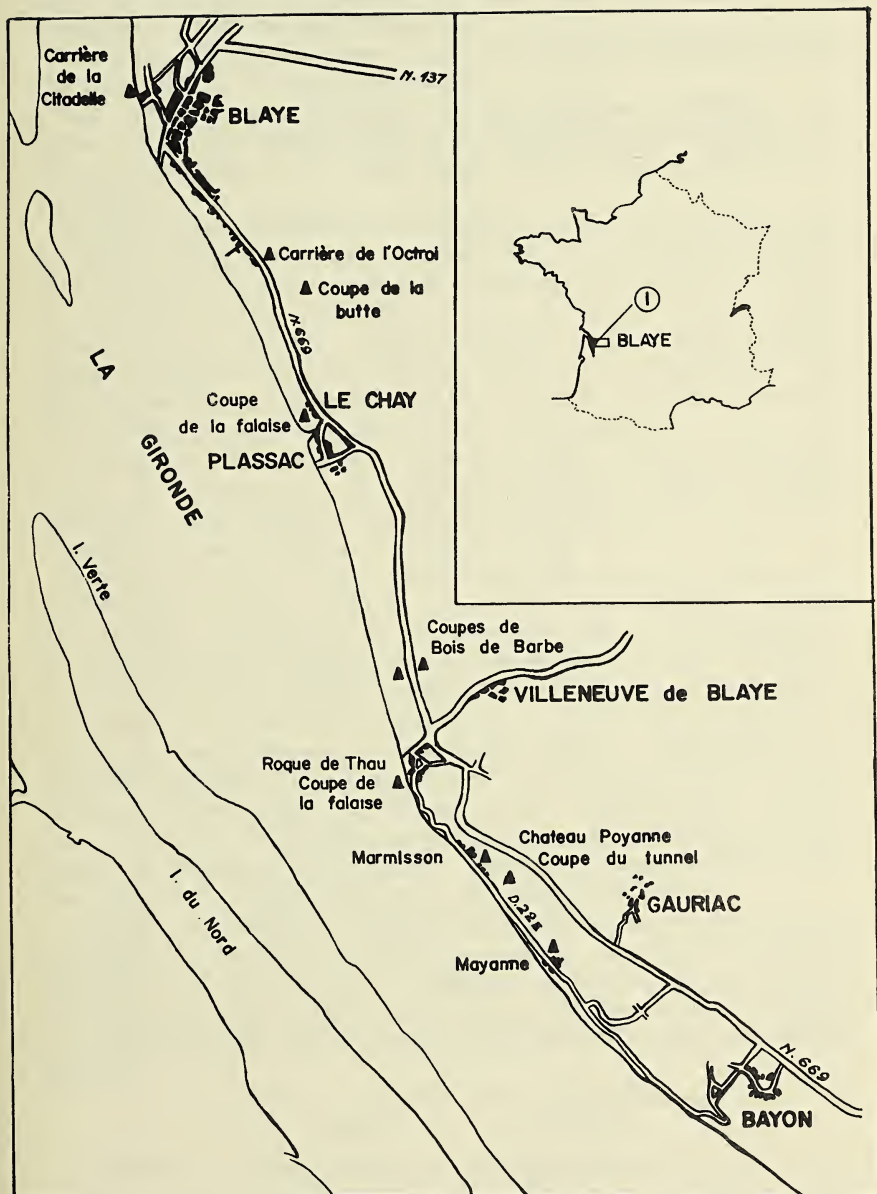 Carrière
de la
Citadelle
N. 137
BLAYE
Carrière de l'Octroi
Coupe de la
butte
N 669
LA
GIRONDE
Coupe
de la falaise
LE CHAY
PLASSAC
I. Verte
Coupes de
Bois de Barbe
VILLENEUVE de BLAYE
Roque de Thau
Coupe de
la falaise
Marmisson
Chateau Poyanne
Coupe du tunnel
GAURIAC
I. du Nord
Mayanne
N. 669
BAYON
1
BLAYE